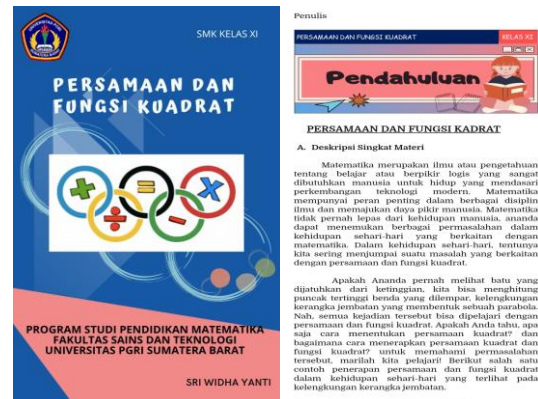 SMK KELAS XI
PERSAMAAN DAN
FUNGSI KUADRAT
+ = X
÷ -
PROGRAM STUDI PENDIDIKAN MATEMATIKA
FAKULTAS SAINS DAN TEKNOLOGI
UNIVERSITAS PGRI SUMATERA BARAT
SRI WIDHA YANTI
Penulis
PERSAMAAN DAN FUNGSI KUADRAT
KELAS XI
Pendahuluan
PERSAMAAN DAN FUNGSI KADRAT
A. Deskripsi Singkat Materi
Matematika merupakan ilmu atau pengetahuan
tentang belajar atau berpikir logis yang sangat
dibutuhkan manusia untuk hidup yang mendasari
perkembangan teknologi modern. Matematika
mempunyai peran penting dalam berbagai disiplin
ilmu dan memajukan daya pikir manusia. Matematika
tidak pernah lepas dari kehidupan manusia, ananda
dapat menemukan berbagai permasalahan dalam
kehidupan sehari-hari yang berkaitan dengan
matematika. Dalam kehidupan sehari-hari, tentunya
kita sering menjumpai suatu masalah yang berkaitan
dengan persamaan dan fungsi kuadrat.
Apakah Ananda pernah melihat batu yang
dijatuhkan dari ketinggian, kita bisa menghitung
puncak tertinggi benda yang dilempar, kelengkungan
kerangka jembatan yang membentuk sebuah parabola.
Nah, semua kejadian tersebut bisa dipelajari dengan
persamaan dan fungsi kuadrat. Apakah Anda tahu, apa
saja cara menentukan persamaan kuadrat? dan
bagaimana cara menerapkan persamaan kuadrat dan
fungsi kuadrat? untuk memahami permasalahan
tersebut, marilah kita pelajari! Berikut salah satu
contoh penerapan persamaan dan fungsi kuadrat
dalam kehidupan sehari-hari yang terlihat pada
kelengkungan kerangka jembatan.